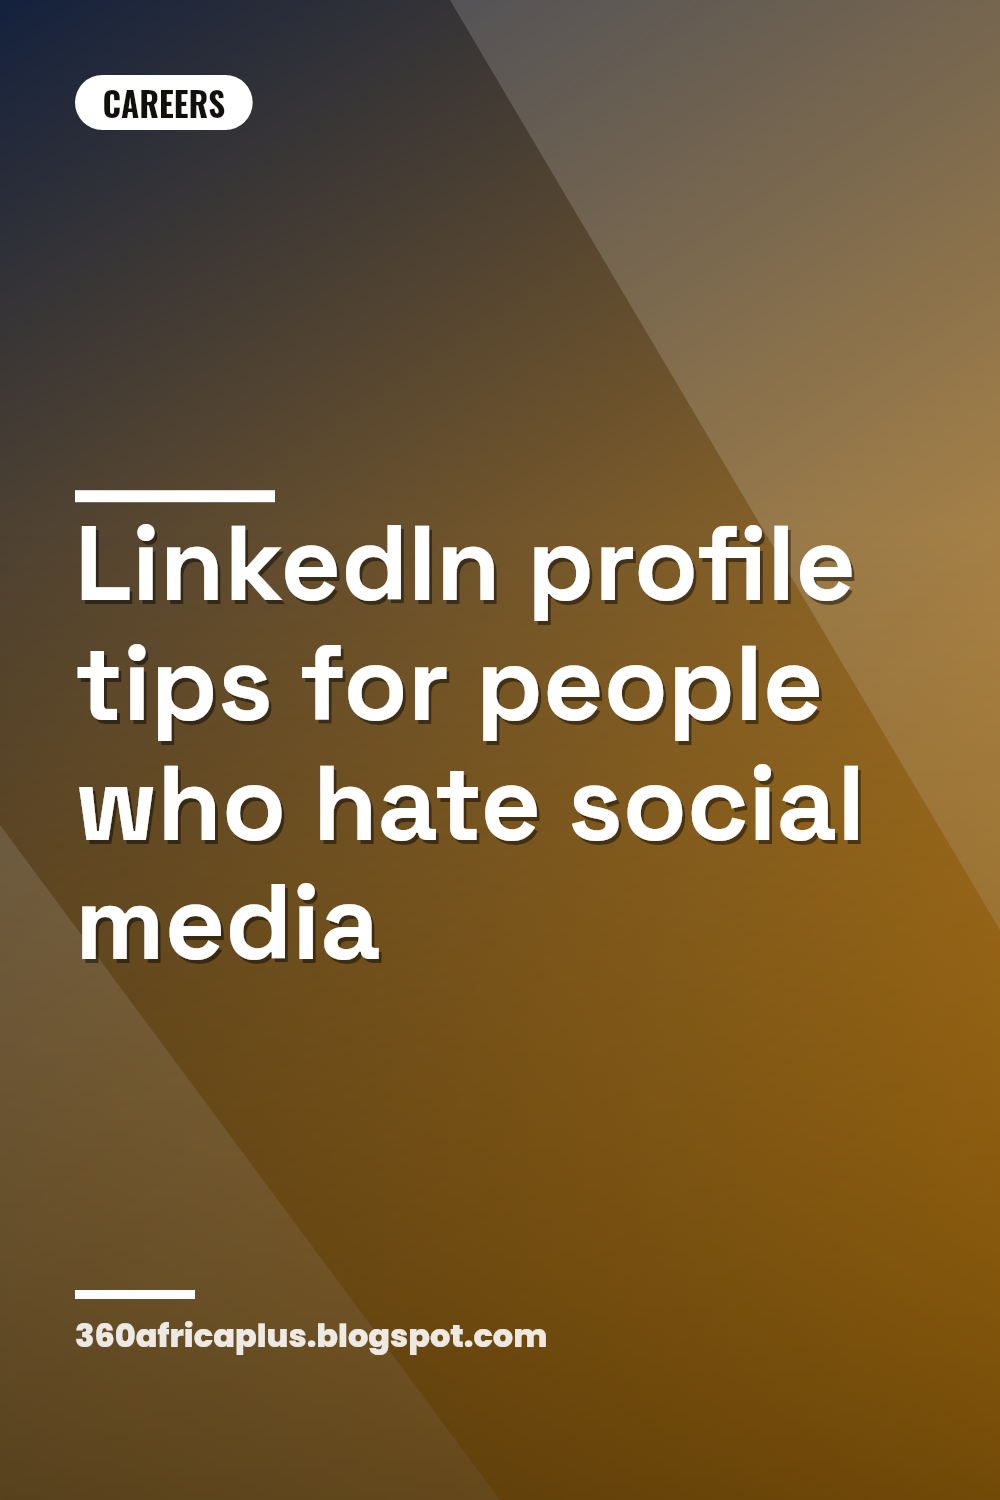 CAREERS
LinkedIn profile
tips for people
who hate social
media
360africaplus.blogspot.com